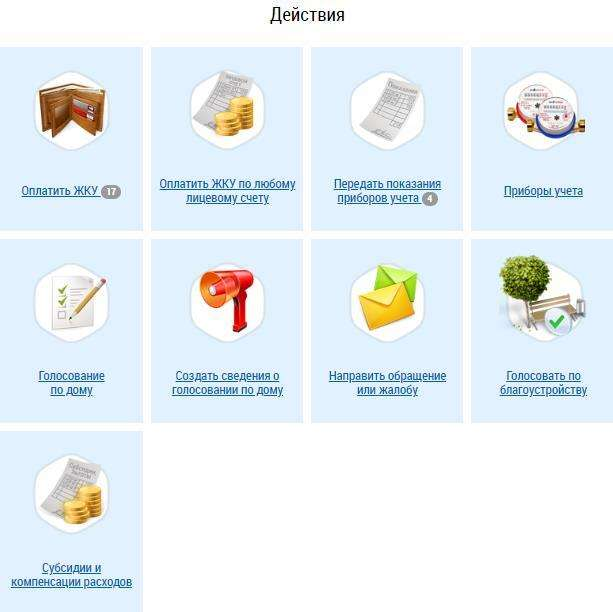 Действия
Оплатить ЖКУ 17
Оплатить ЖКУ по любому
лицевому счету
Передать показания
приборов учета 4
Приборы учета
Голосование
по дому
Создать сведения о
голосовании по дому
Направить обращение
или жалобу
Голосовать по
благоустройству
Субсидии и
компенсации расходов